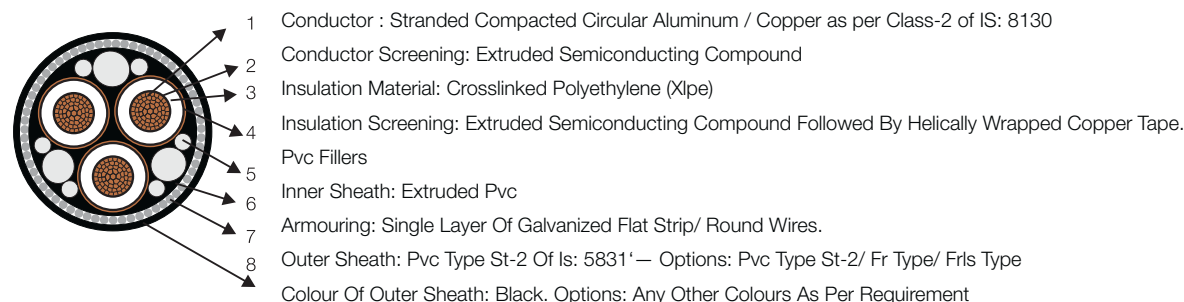 1 Conductor : Stranded Compacted Circular Aluminum / Copper as per Class-2 of IS: 8130
2 Conductor Screening: Extruded Semiconducting Compound
3 Insulation Material: Crosslinked Polyethylene (Xlpe)
4 Insulation Screening: Extruded Semiconducting Compound Followed By Helically Wrapped Copper Tape.
5 Pvc Fillers
6 Inner Sheath: Extruded Pvc
7 Armouring: Single Layer Of Galvanized Flat Strip/ Round Wires.
8 Outer Sheath: Pvc Type St-2 Of Is: 5831‘— Options: Pvc Type St-2/ Fr Type/ Frls Type
Colour Of Outer Sheath: Black. Options: Any Other Colours As Per Requirement